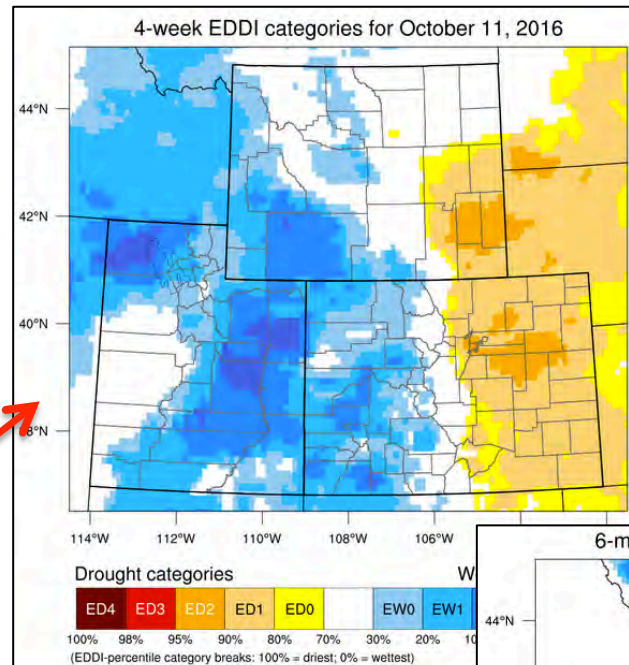 4-week EDDI categories for October 11, 2016
44°N
42°N
40°N
8°N
114°W 112°W 110°W 108°W 106°W
Drought categories W
ED4 ED3 ED2 ED1 ED0 EW0 EW1
100% 98% 95% 90% 80% 70% 30% 20% 10
(EDDI-percentile category breaks: 100% = driest; 0% = wettest)
6-m
44°N